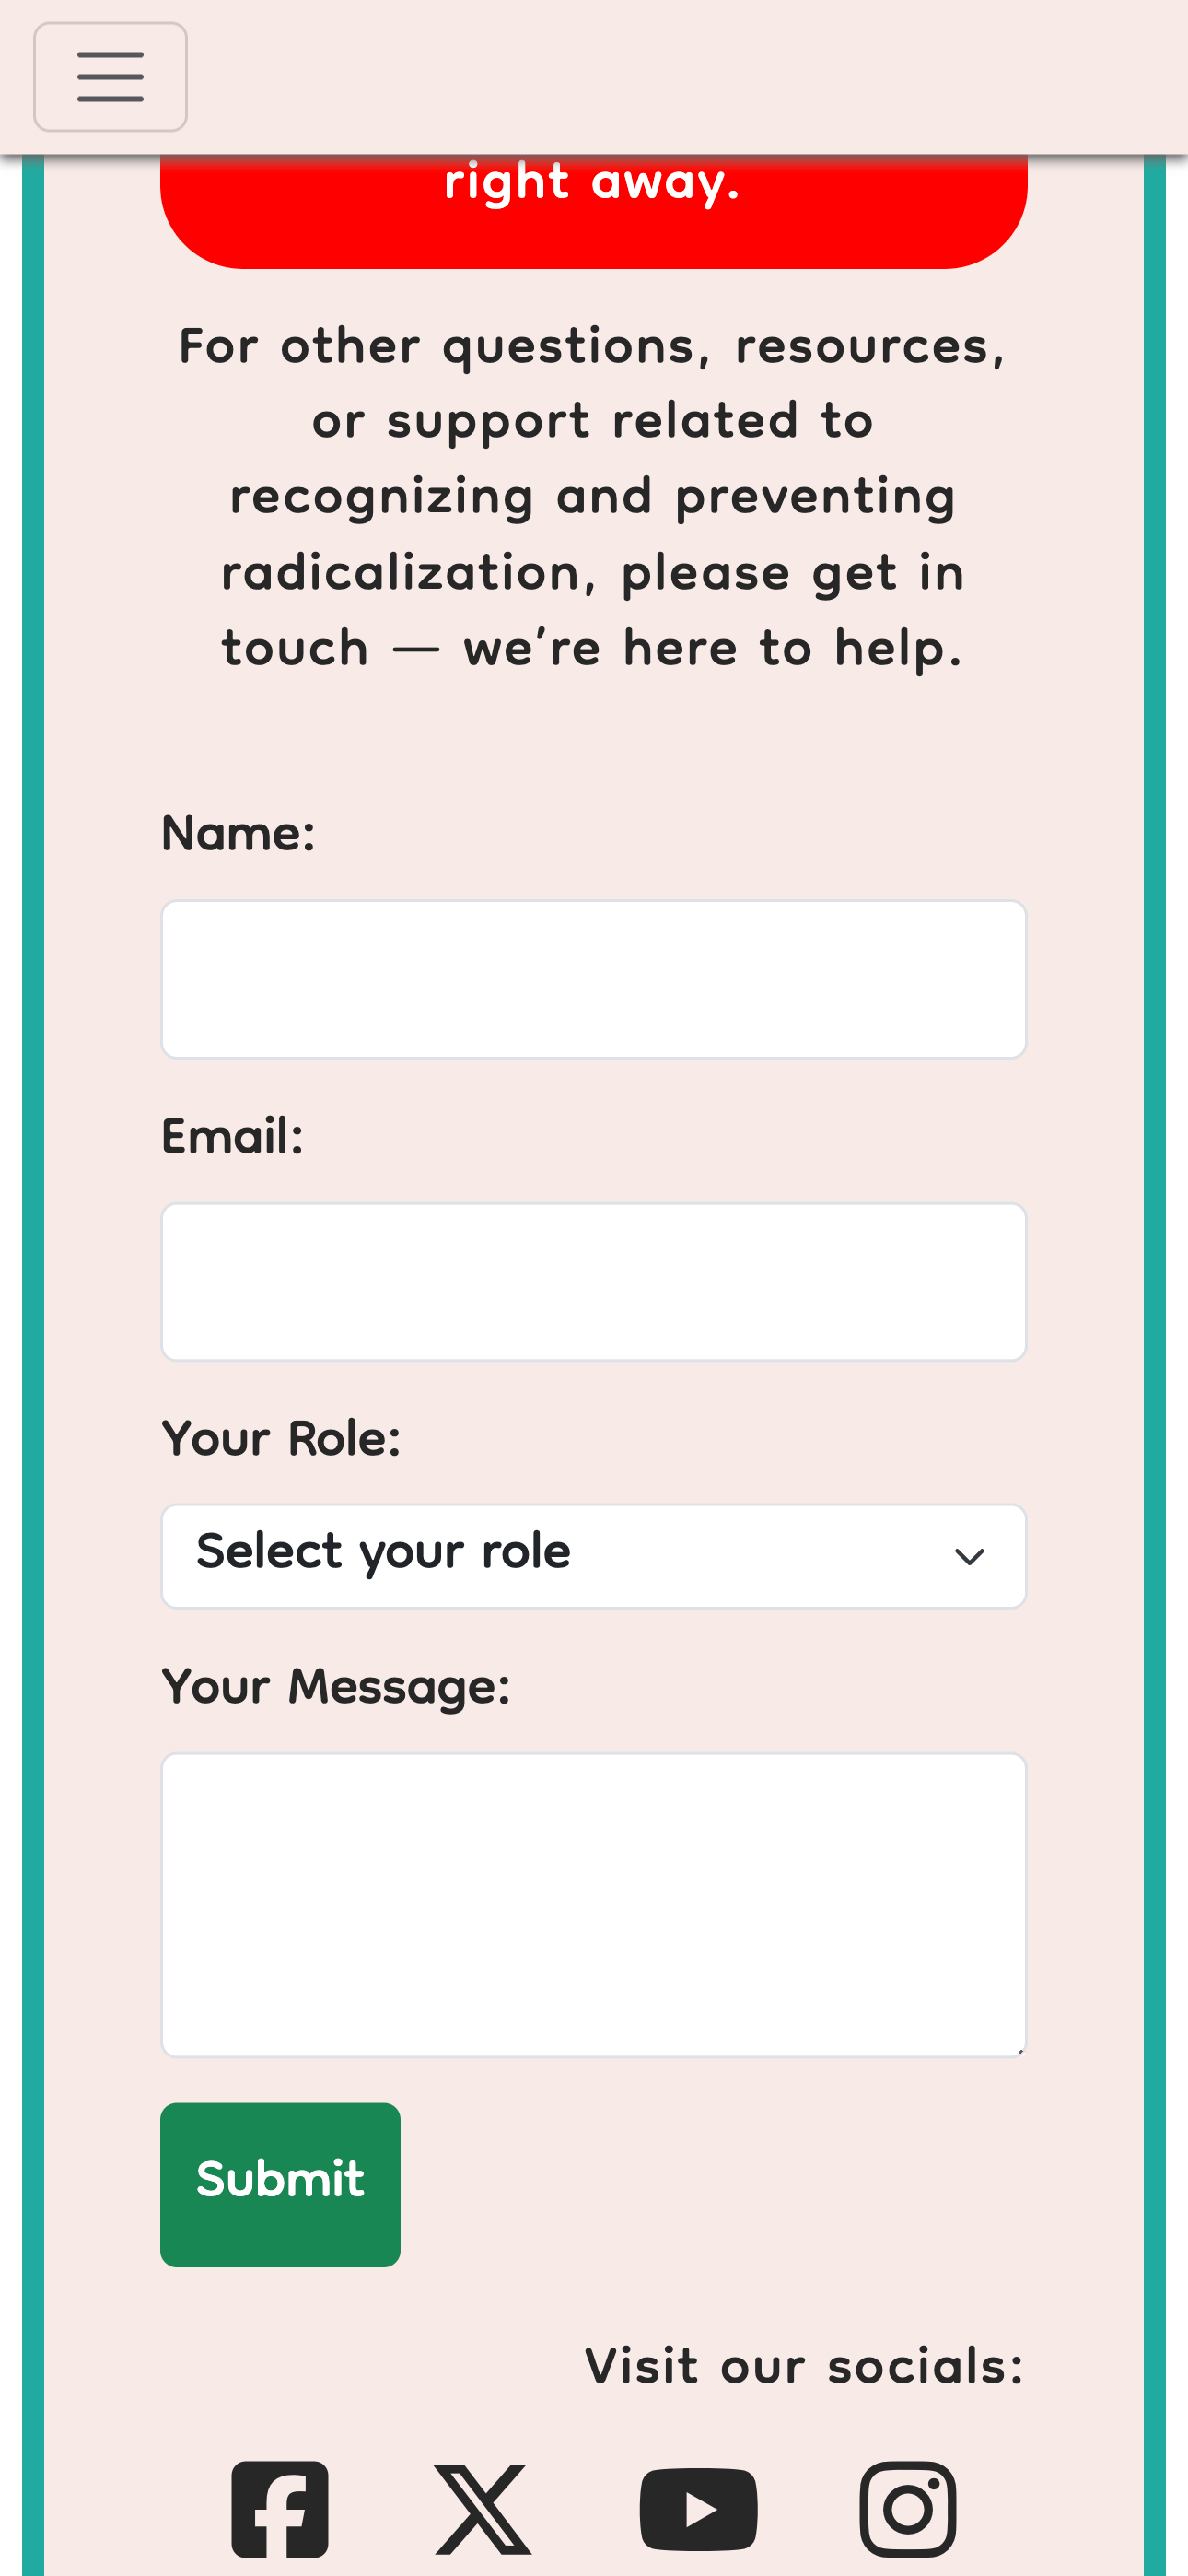 right away.
For other questions, resources,
or support related to
recognizing and preventing
radicalization, please get in
touch — we’re here to help.
Name:
Email:
Your Role:
Select your role
Your Message:
Submit
Visit our socials: